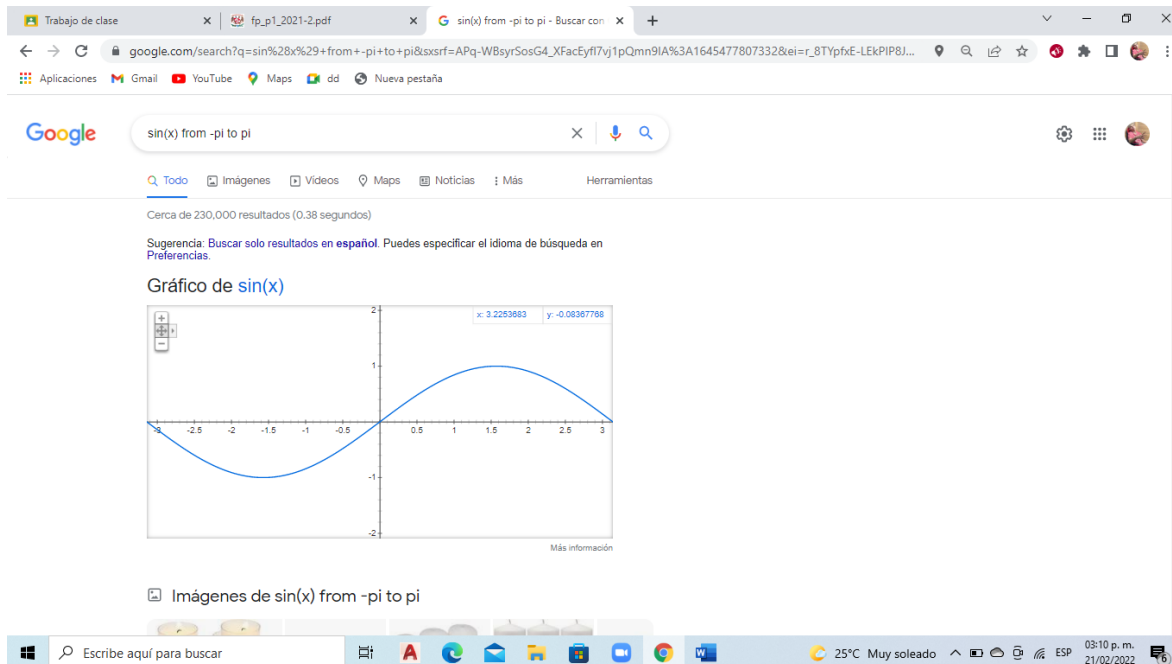 Trabajo de clase
fp_p1_2021-2.pdf
sin(x) from -pi to pi - Buscar con
google.com/search?q=sin%28x%29+from+-pi+to+pi&sxsrf=APq-WBsyrSosG4_XFacEyfl7vj1pQmn9IA%3A1645477807332&ei=r_8TYpfxE-LEkPIP8J...
Aplicaciones Gmail YouTube Maps dd Nueva pestaña
Google
sin(x) from -pi to pi
Todo Imágenes Vídeos Maps Noticias Más Herramientas
Cerca de 230,000 resultados (0.38 segundos)
Sugerencia: Buscar solo resultados en español. Puedes especificar el idioma de búsqueda en
Preferencias.
Gráfico de sin(x)
x: 3.2253683 y: -0.08367768
2
1
-3 -2.5 -2 -1.5 -1 -0.5 0.5 1 1.5 2 2.5 3
-1
-2
Más información
Imágenes de sin(x) from -pi to pi
Escribe aquí para buscar
25°C Muy soleado
ESP
03:10 p. m.
21/02/2022
6